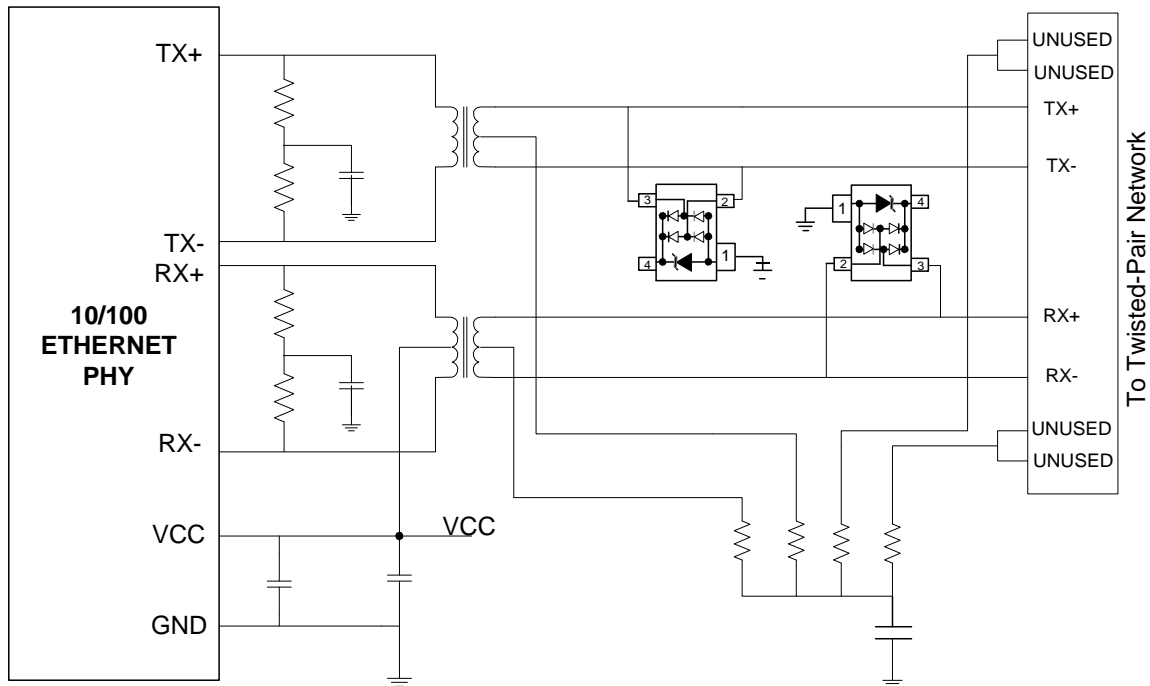 TX+
TX-
RX+
10/100
ETHERNET
PHY
RX-
VCC
VCC
GND
3
2
4
1
1
4
2
3
UNUSED
UNUSED
TX+
TX-
RX+
RX-
UNUSED
UNUSED
To Twisted-Pair Network